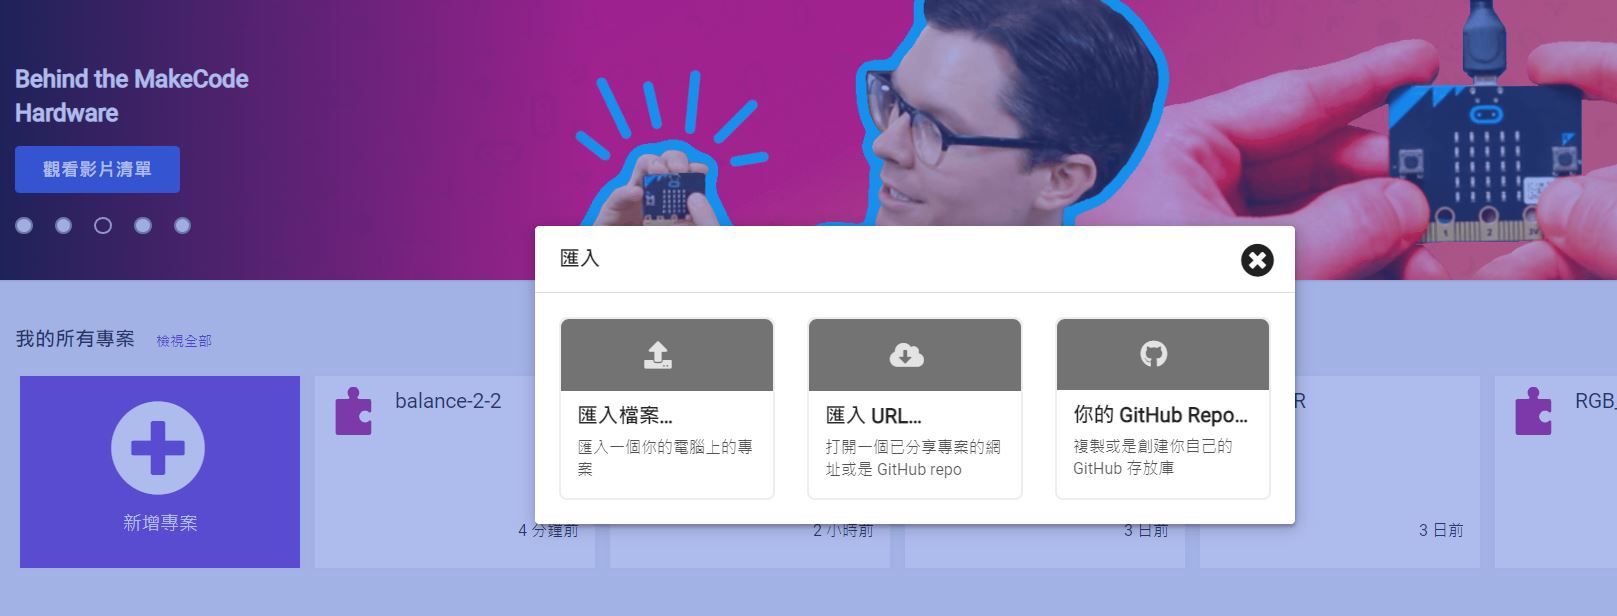 Behind the MakeCode
Hardware
觀看影片清單
匯入
匯入檔案...
匯入一個你的電腦上的專
案
匯入 URL...
打開一個已分享專案的網
址或是 GitHub repo
你的 GitHub Repo...
複製或是創建你自己的
GitHub 存放庫
我的所有專案
檢視全部
新增專案
balance-2-2
4 分鐘前
2 小時前
3 日前
R
3 日前
RGB_
1
2
3V